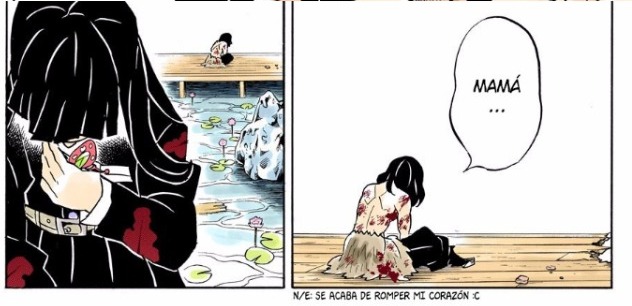 MAMÁ
...
N/E: SE ACABA DE ROMPER MI CORAZÓN :C